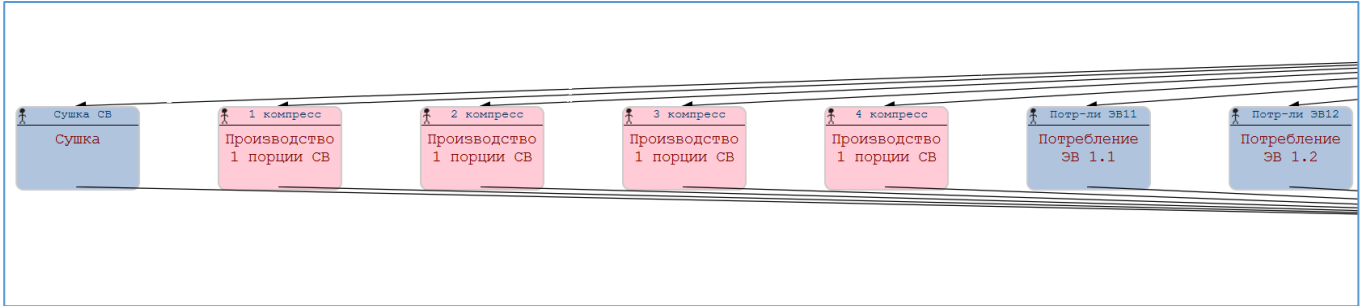 Сушка СВ
Сушка
1 компресс
Производство
1 порции СВ
2 компресс
Производство
1 порции СВ
3 компресс
Производство
1 порции СВ
4 компресс
Производство
1 порции СВ
Потр-ли ЭВ11
Потребление
ЭВ 1.1
Потр-ли ЭВ12
Потребление
ЭВ 1.2